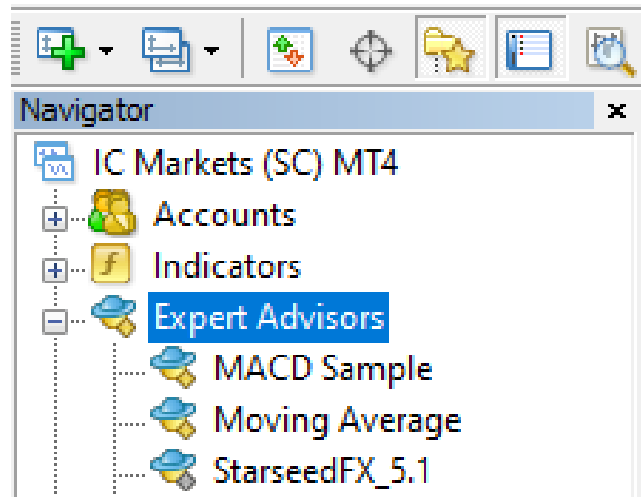 Navigator
IC Markets (SC) MT4
Accounts
Indicators
Expert Advisors
MACD Sample
Moving Average
StarseedFX_5.1